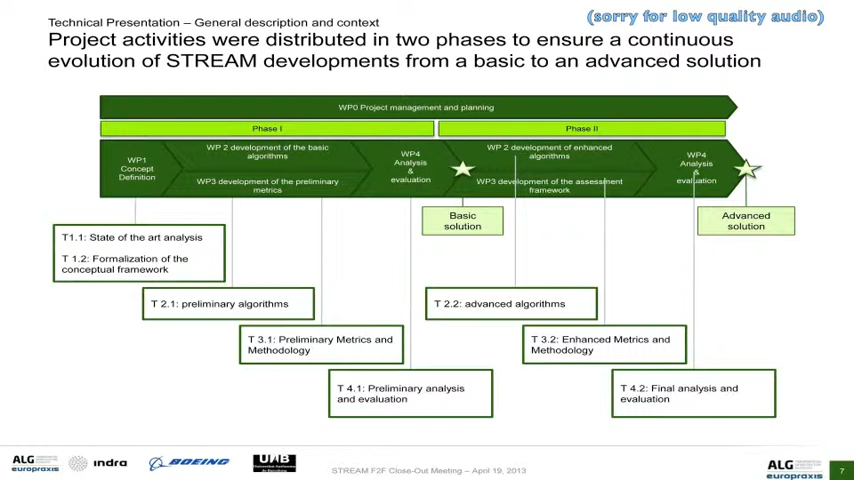 (sorry for low quality audio)
Technical Presentation – General description and context
Project activities were distributed in two phases to ensure a continuous
evolution of STREAM developments from a basic to an advanced solution
WP0 Project management and planning
Phase I
Phase II
WP1
Concept
Definition
WP 2 development of the basic
algorithms
WP3 development of the preliminary
metrics
WP4
Analysis
&
evaluation
WP 2 development of enhanced
algorithms
WP3 development of the assessment
framework
WP4
Analysis
&
evaluation
Basic
solution
Advanced
solution
T1.1: State of the art analysis
T 1.2: Formalization of the
conceptual framework
T 2.1: preliminary algorithms
T 2.2: advanced algorithms
T 3.1: Preliminary Metrics and
Methodology
T 3.2: Enhanced Metrics and
Methodology
T 4.1: Preliminary analysis
and evaluation
T 4.2: Final analysis and
evaluation
ALG
europraxis
indra
BOEING
UAB
STREAM F2F Close-Out Meeting – April 19, 2013
ALG
europraxis
7